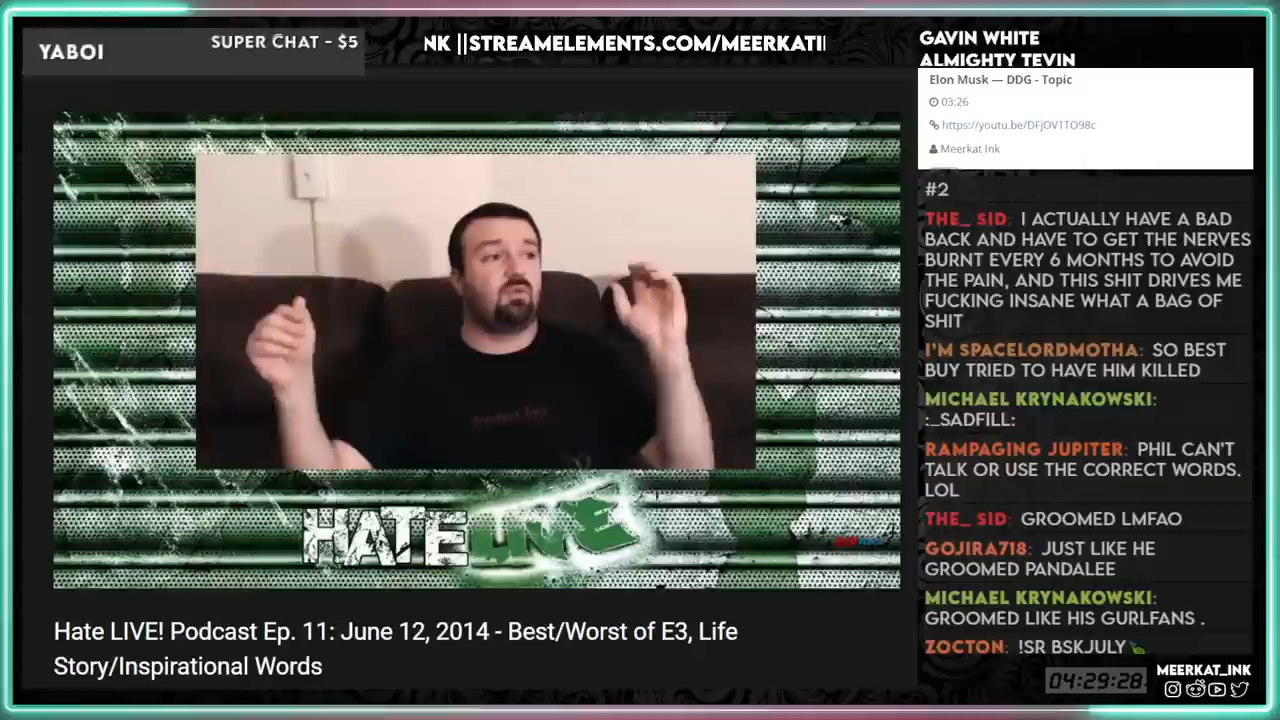 YABOI
SUPER CHAT - $5
NK ||STREAMELEMENTS.COM/MEERKATI
GAVIN WHITE
ALMIGHTY TEVIN
Elon Musk — DDG - Topic
03:26
https://youtu.be/DFjOV1TO98c
Meerkat Ink
#2
THE_ SID: I ACTUALLY HAVE A BAD
BACK AND HAVE TO GET THE NERVES
BURNT EVERY 6 MONTHS TO AVOID
THE PAIN, AND THIS SHIT DRIVES ME
FUCKING INSANE WHAT A BAG OF
SHIT
I'M SPACELORDMOTHA: SO BEST
BUY TRIED TO HAVE HIM KILLED
MICHAEL KRYNAKOWSKI:
:_SADFILL:
RAMPAGING JUPITER: PHIL CAN'T
TALK OR USE THE CORRECT WORDS.
LOL
THE_ SID: GROOMED LMFAO
GOJIRA718: JUST LIKE HE
GROOMED PANDALEE
MICHAEL KRYNAKOWSKI:
GROOMED LIKE HIS GURLFANS .
ZOCTON: !SR BSKJULY
HATE LIVE
Hate LIVE! Podcast Ep. 11: June 12, 2014 - Best/Worst of E3, Life
Story/Inspirational Words
04:29:28
MEERKAT_INK